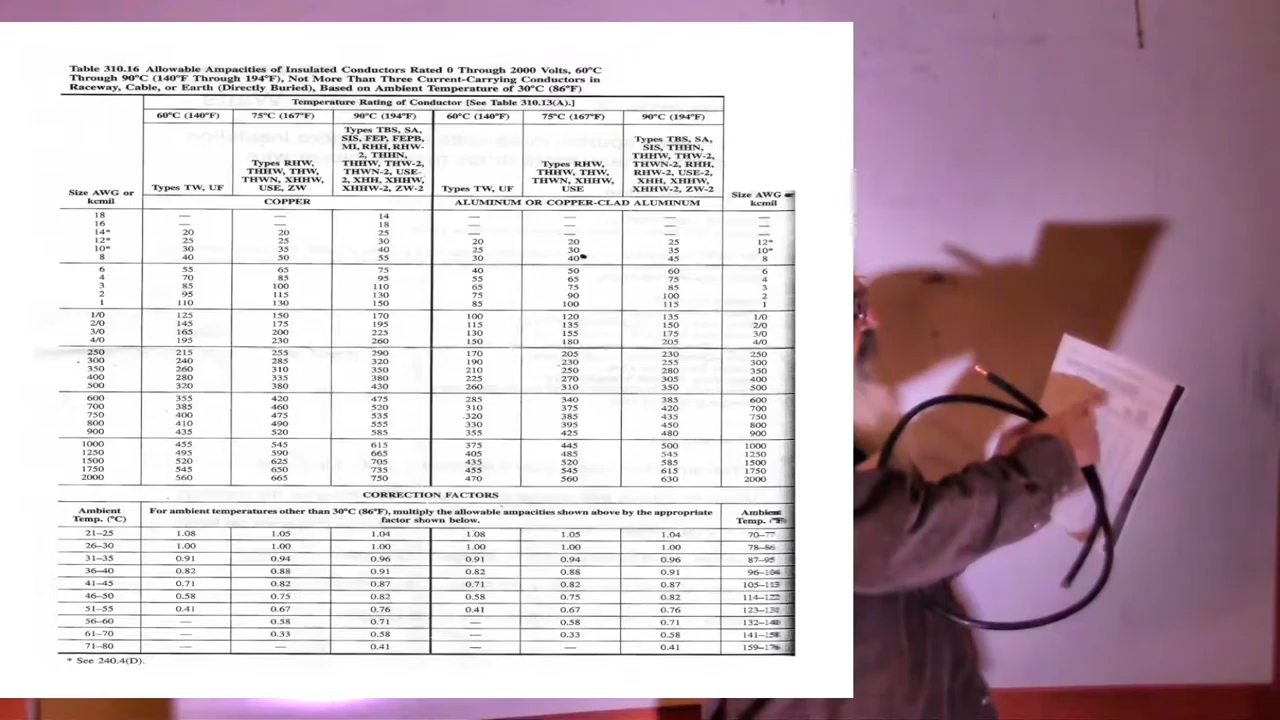 Table 310.16 Allowable Ampacities of Insulated Conductors Rated 0 Through 2000 Volts, 60°C
Through 90°C (140°F Through 194°F), Not More Than Three Current-Carrying Conductors in
Raceway, Cable, or Earth (Directly Buried), Based on Ambient Temperature of 30°C (86°F)
Temperature Rating of Conductor [See Table 310.13(A).]
60°C (140°F) 75°C (167°F) 90°C (194°F) 60°C (140°F) 75°C (167°F) 90°C (194°F)
Size AWG or
kcmil
Types TW, UF
Types RHW,
THHW, THW,
THWN, XHHW,
USE, ZW
Types TBS, SA,
SIS, FEP, FEPB,
MI, RHH, RHW-
2, THHN,
THHW, THW-2,
THWN-2, USE-
2, XHH, XHHW,
XHHW-2, ZW-2
Types TW, UF
Types RHW,
THHW, THW,
THWN, XHHW,
USE
Types TBS, SA,
SIS, THHN,
THHW, THW-2,
THWN-2, RHH,
RHW-2, USE-2,
XHH, XHHW,
XHHW-2, ZW-2
Size AWG
kcmil
COPPER ALUMINUM OR COPPER-CLAD ALUMINUM
18 — — 14 — — — —
16 — — 18 — — — —
14* 20 20 25 — — — —
12* 25 25 30 20 20 25 12*
10* 30 35 40 25 30 35 10*
8 40 50 55 30 40 45 8
6 55 65 75 40 50 60 6
4 70 85 95 55 65 75 4
3 85 100 110 65 75 85 3
2 95 115 130 75 90 100 2
1 110 130 150 85 100 115 1
1/0 125 150 170 100 120 135 1/0
2/0 145 175 195 115 135 150 2/0
3/0 165 200 225 130 155 175 3/0
4/0 195 230 260 150 180 205 4/0
250 215 255 290 170 205 230 250
300 240 285 320 190 230 255 300
350 260 310 350 210 250 280 350
400 280 335 380 225 270 305 400
500 320 380 430 260 310 350 500
600 355 420 475 285 340 385 600
700 385 460 520 310 375 420 700
750 400 475 535 320 385 435 750
800 410 490 555 330 395 450 800
900 435 520 585 355 425 480 900
1000 455 545 615 375 445 500 1000
1250 495 590 665 405 485 545 1250
1500 520 625 705 435 520 585 1500
1750 545 650 735 455 545 615 1750
2000 560 665 750 470 560 630 2000
CORRECTION FACTORS
Ambient
Temp. (°C)
For ambient temperatures other than 30°C (86°F), multiply the allowable ampacities shown above by the appropriate
factor shown below.
Ambient
Temp.
21–25 1.08 1.05 1.04 1.08 1.05 1.04 70–77
26–30 1.00 1.00 1.00 1.00 1.00 1.00 78–86
31–35 0.91 0.94 0.96 0.91 0.94 0.96 87–95
36–40 0.82 0.88 0.91 0.82 0.88 0.91
41–45 0.71 0.82 0.87 0.71 0.82 0.87
46–50 0.58 0.75 0.82 0.58 0.75 0.82
51–55 0.41 0.67 0.76 0.41 0.67 0.76
56–60 — 0.58 0.71 — 0.58 0.71
61–70 — 0.33 0.58 — 0.33 0.58
71–80 — — 0.41 — — 0.41
* See 240.4(D).